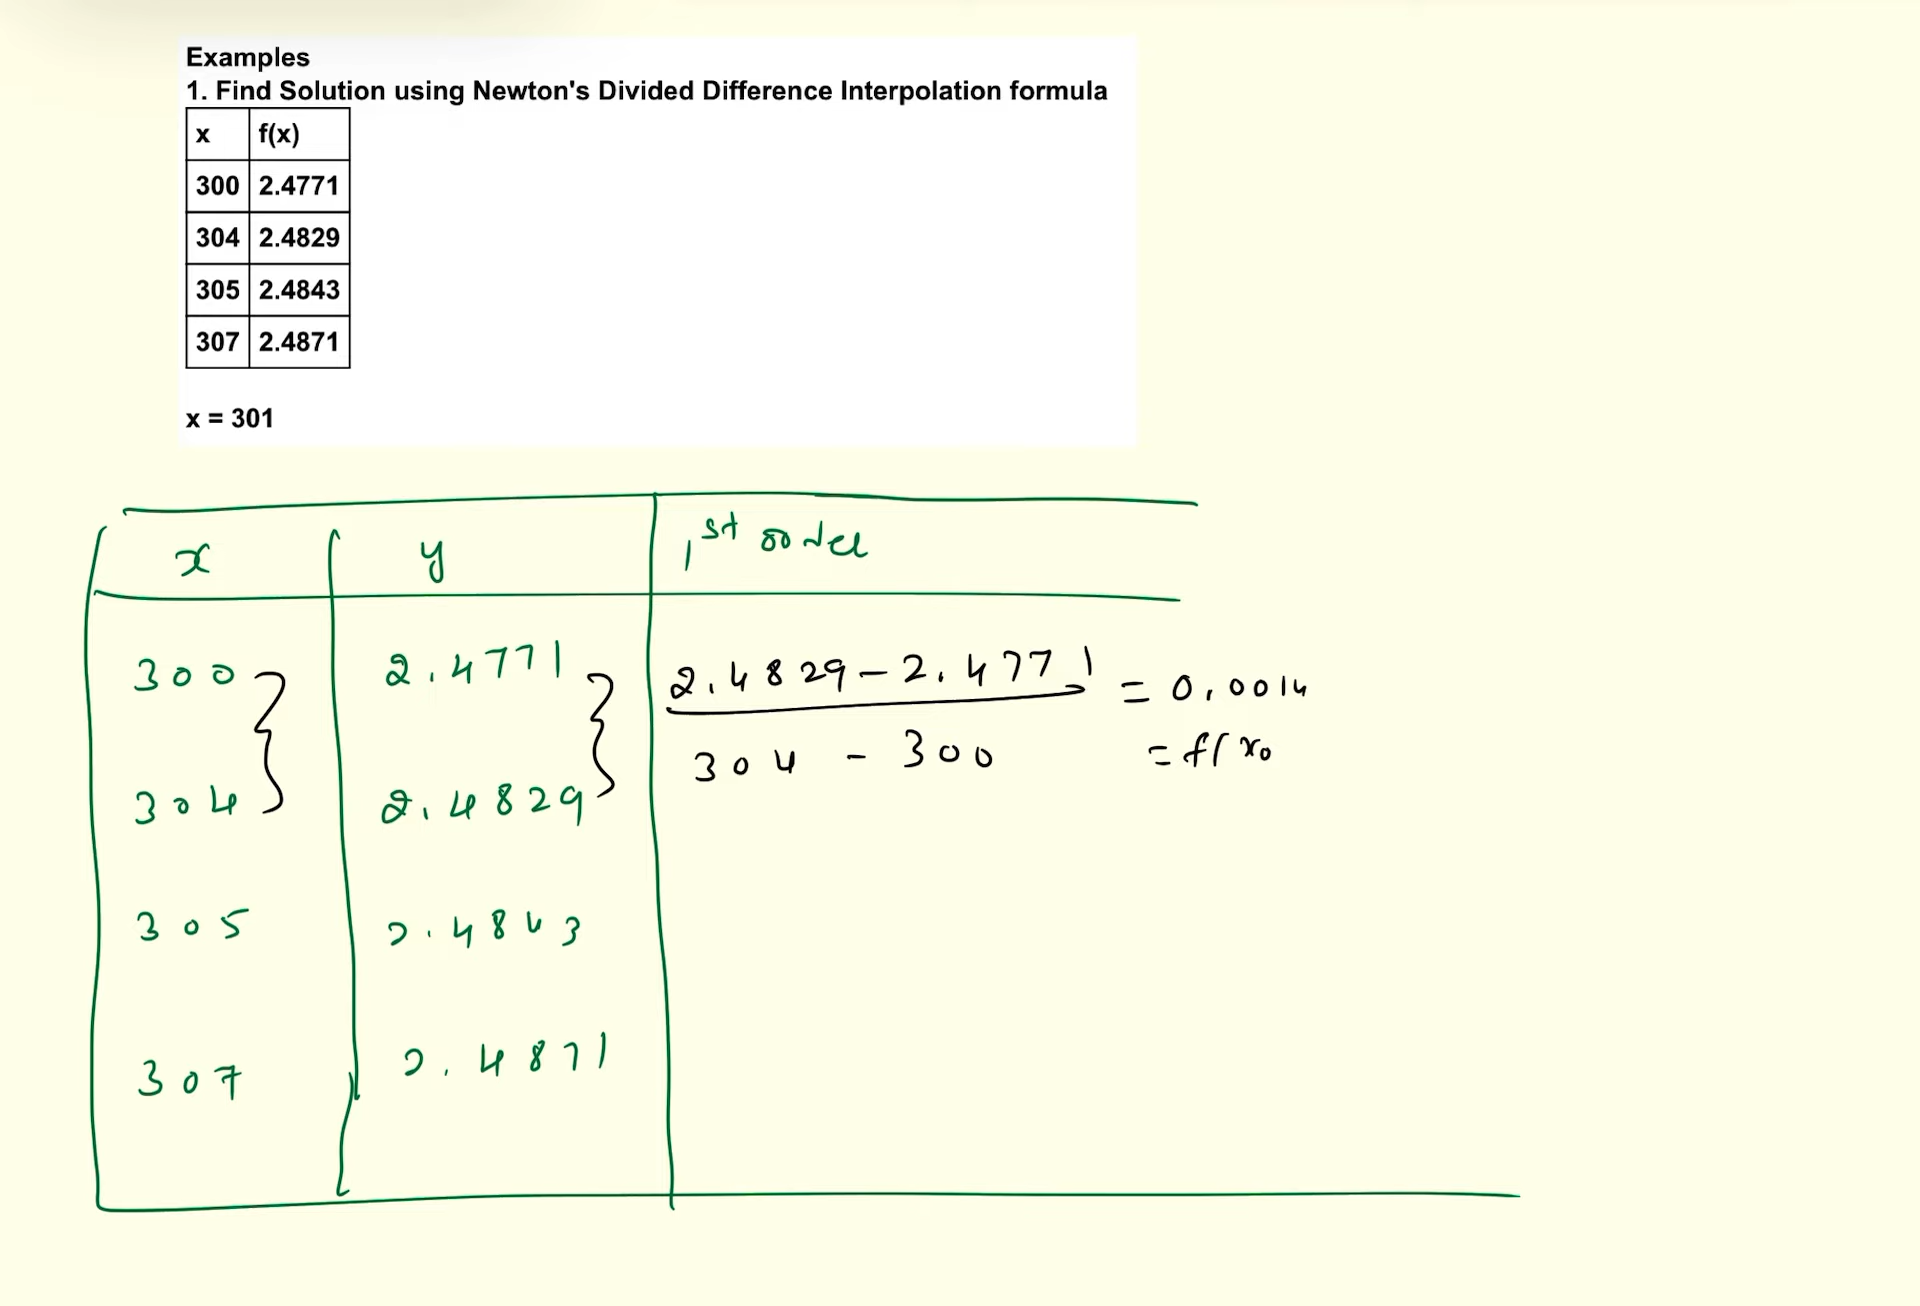 Examples
1. Find Solution using Newton's Divided Difference Interpolation formula
x f(x)
300 2.4771
304 2.4829
305 2.4843
307 2.4871
x = 301
x y 1st order
300 2.4771 2.4829-2.4771 = 0.0014
304 - 300 = f(x0
304 2.4829
305 2.4843
307 2.4871